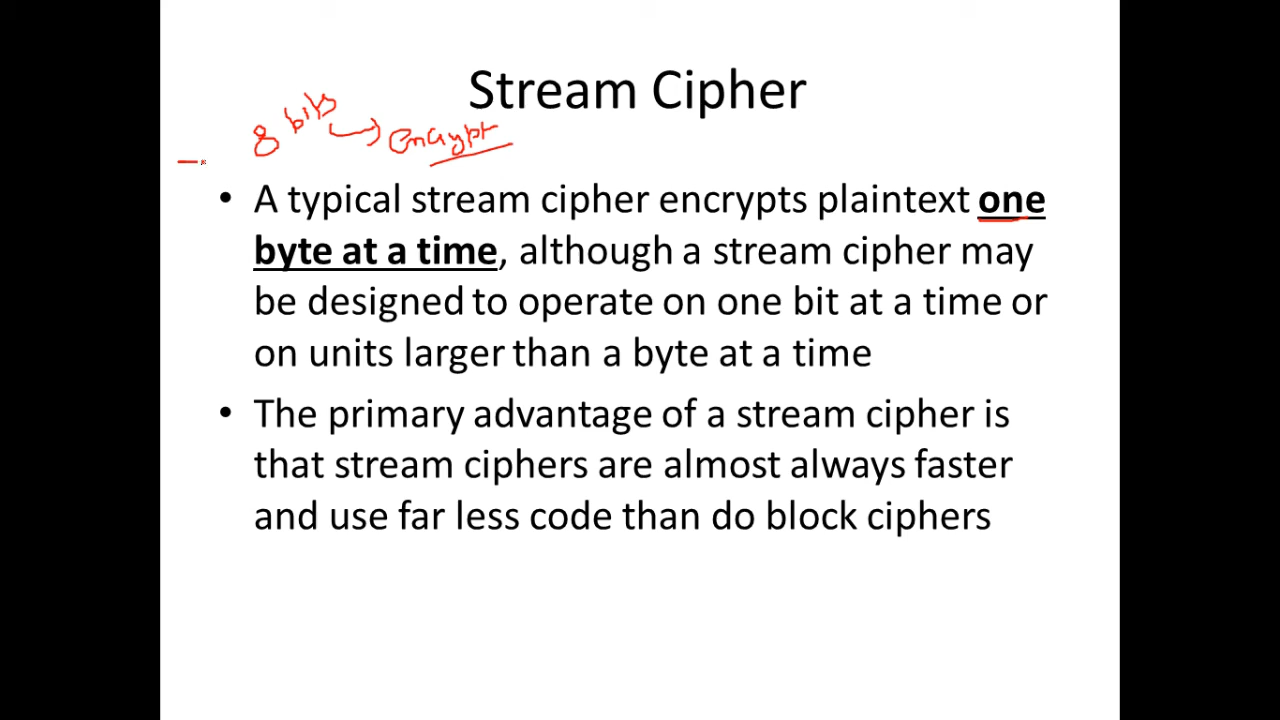 Stream Cipher
8 bits → encrypt
• A typical stream cipher encrypts plaintext one
byte at a time, although a stream cipher may
be designed to operate on one bit at a time or
on units larger than a byte at a time
• The primary advantage of a stream cipher is
that stream ciphers are almost always faster
and use far less code than do block ciphers